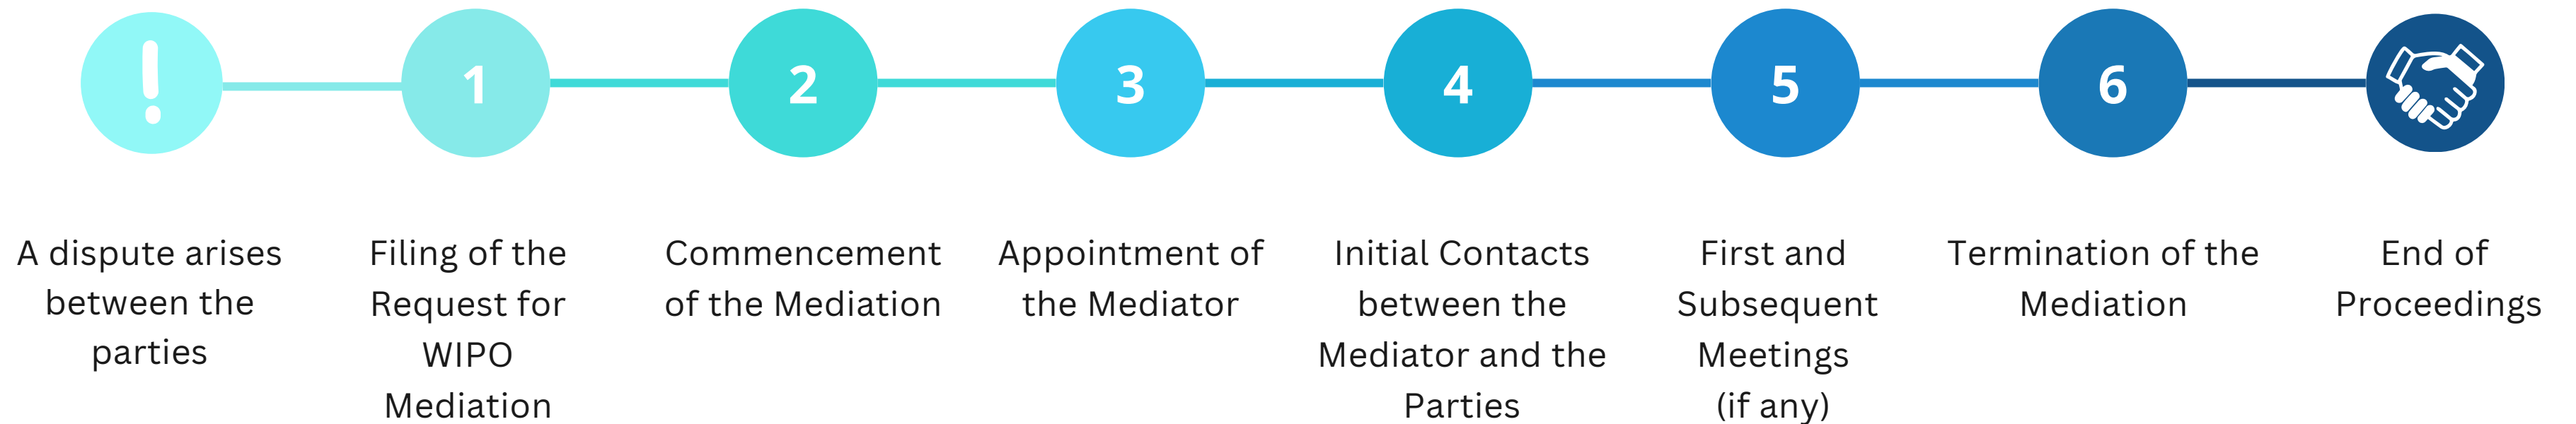 !
1
2
3
4
5
6
A dispute arises
between the
parties
Filing of the
Request for
WIPO
Mediation
Commencement
of the Mediation
Appointment of
the Mediator
Initial Contacts
between the
Mediator and the
Parties
First and
Subsequent
Meetings
(if any)
Termination of the
Mediation
End of
Proceedings